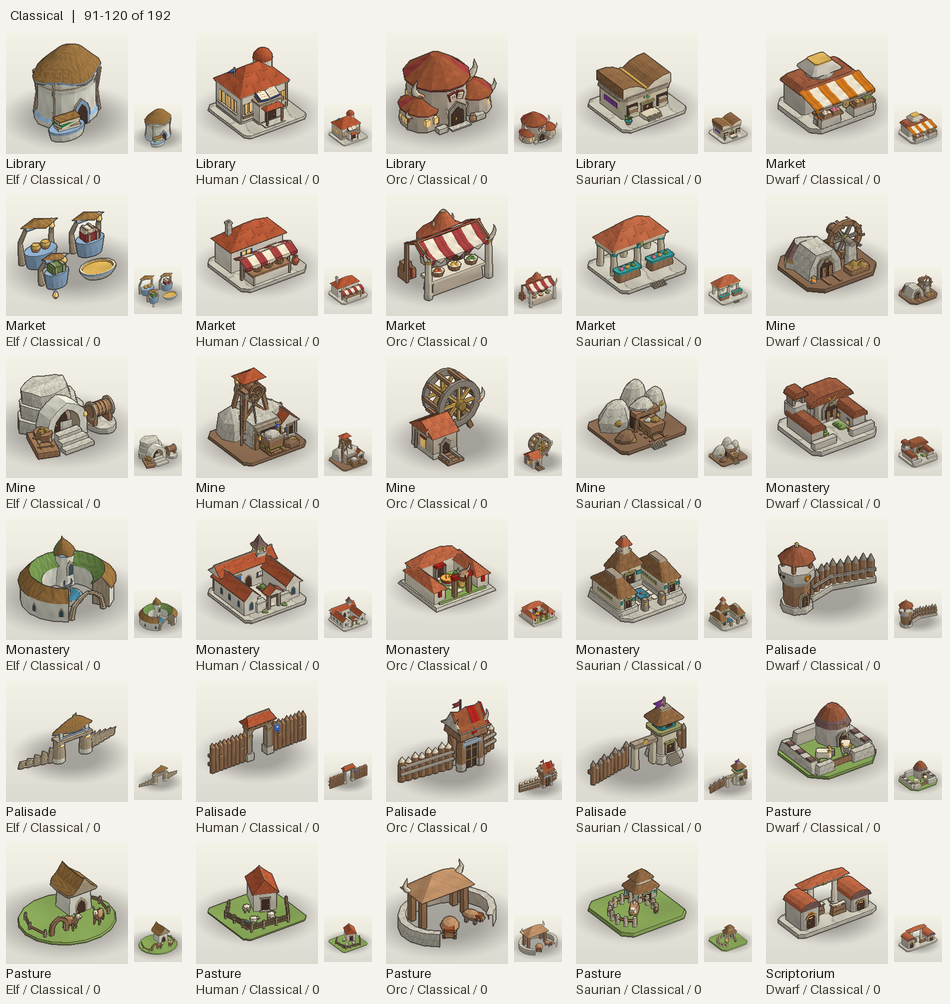 Classical | 91-120 of 192
Library
Elf / Classical / 0
Library
Human / Classical / 0
Library
Orc / Classical / 0
Library
Saurian / Classical / 0
Market
Dwarf / Classical / 0
Market
Elf / Classical / 0
Market
Human / Classical / 0
Market
Orc / Classical / 0
Market
Saurian / Classical / 0
Mine
Dwarf / Classical / 0
Mine
Elf / Classical / 0
Mine
Human / Classical / 0
Mine
Orc / Classical / 0
Mine
Saurian / Classical / 0
Monastery
Dwarf / Classical / 0
Monastery
Elf / Classical / 0
Monastery
Human / Classical / 0
Monastery
Orc / Classical / 0
Monastery
Saurian / Classical / 0
Palisade
Dwarf / Classical / 0
Palisade
Elf / Classical / 0
Palisade
Human / Classical / 0
Palisade
Orc / Classical / 0
Palisade
Saurian / Classical / 0
Pasture
Dwarf / Classical / 0
Pasture
Elf / Classical / 0
Pasture
Human / Classical / 0
Pasture
Orc / Classical / 0
Pasture
Saurian / Classical / 0
Scriptorium
Dwarf / Classical / 0